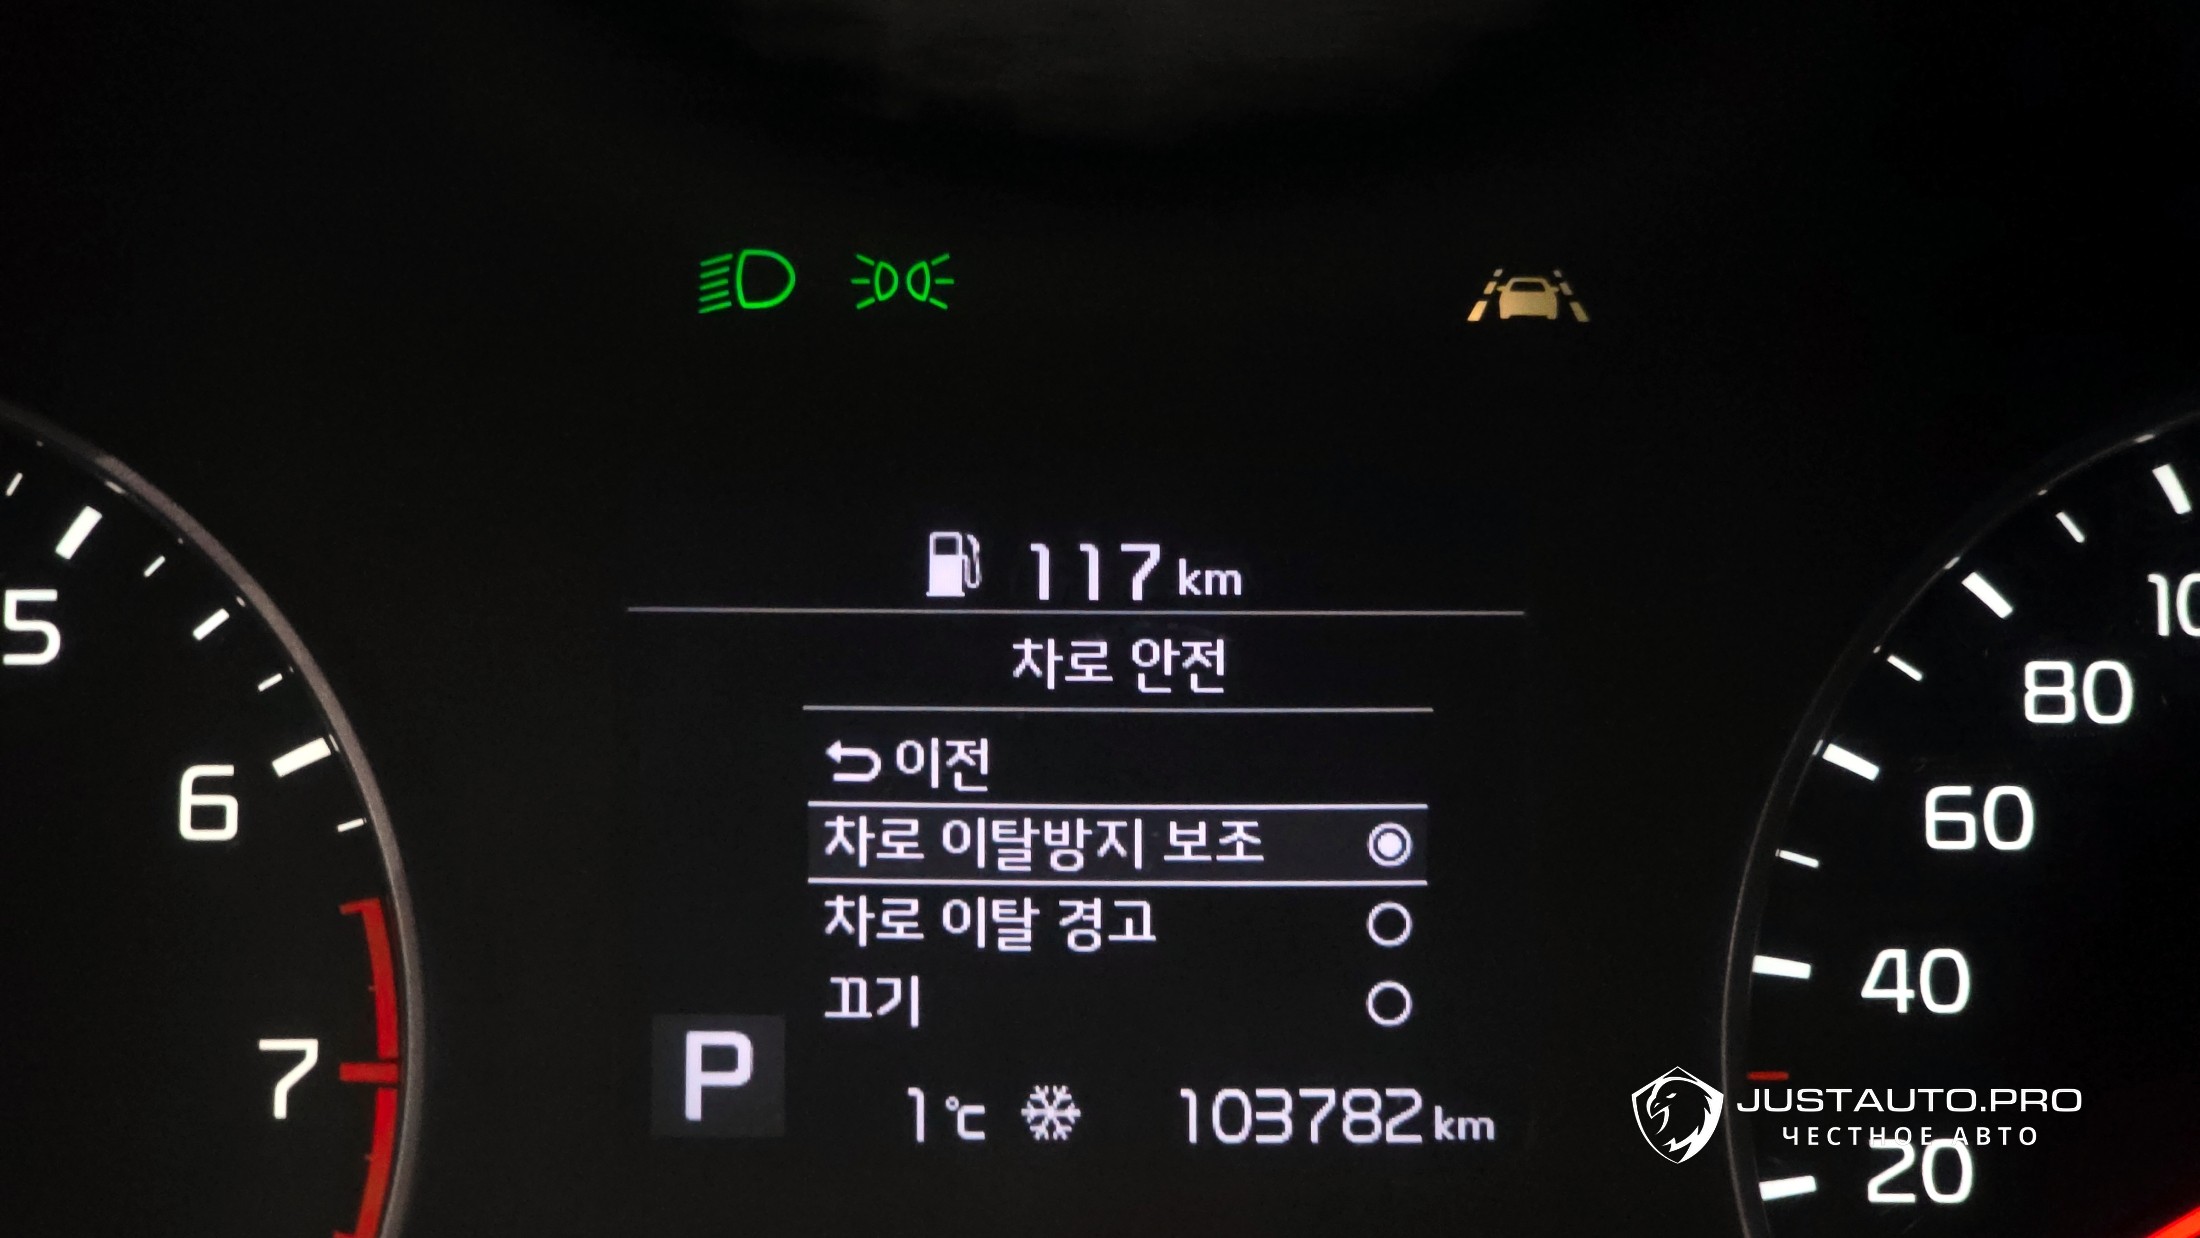 117 km
차로 안전
이전
차로 이탈방지 보조
차로 이탈 경고
끄기
P
1℃
103782 km
5
6
7
10
80
60
40
20
JUSTAUTO.PRO
ЧЕСТНОЕ АВТО